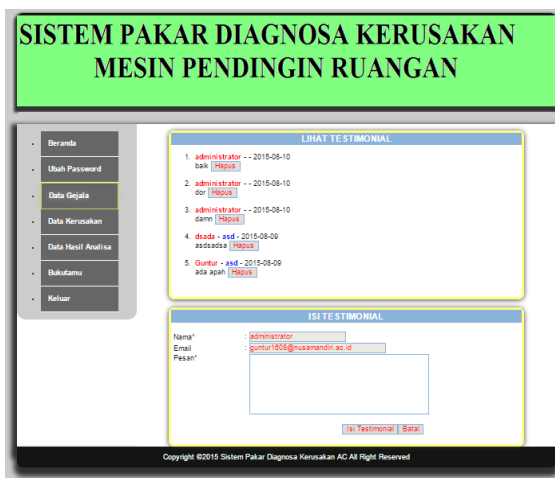 SISTEM PAKAR DIAGNOSA KERUSAKAN
MESIN PENDINGIN RUANGAN
Beranda
Ubah Password
Data Gejala
Data Kerusakan
Data Hasil Analisa
Bukutamu
Keluar
LIHAT TESTIMONIAL
1. administrator - - 2015-08-10
baik Hapus
2. administrator - - 2015-08-10
dor Hapus
3. administrator - - 2015-08-10
damn Hapus
4. dsada - asd - 2015-08-09
asdsadsa Hapus
5. Guntur - asd - 2015-08-09
ada apah Hapus
ISI TESTIMONIAL
Nama* : administrator
Email : guntur1608@nusamandiri.ac.id
Pesan*
Isi Testimonial Batal
Copyright ©2015 Sistem Pakar Diagnosa Kerusakan AC All Right Reserved